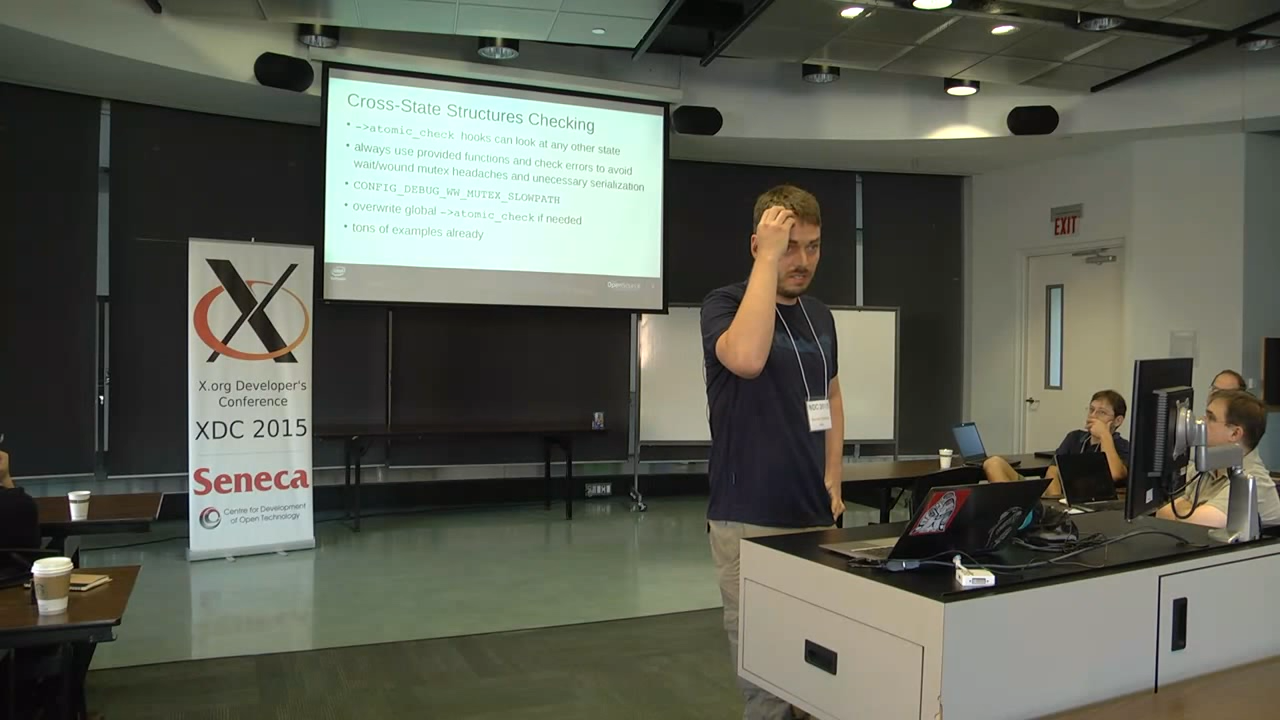 Cross-State Structures Checking
• ->atomic_check hooks can look at any other state
• always use provided functions and check errors to avoid
wait/wound mutex headaches and unecessary serialization
• CONFIG_DEBUG_WW_MUTEX_SLOWPATH
• overwrite global ->atomic_check if needed
• tons of examples already
EXIT
X.org Developer's
Conference
XDC 2015
Seneca
Centre for Development
of Open Technology
XDC 2015